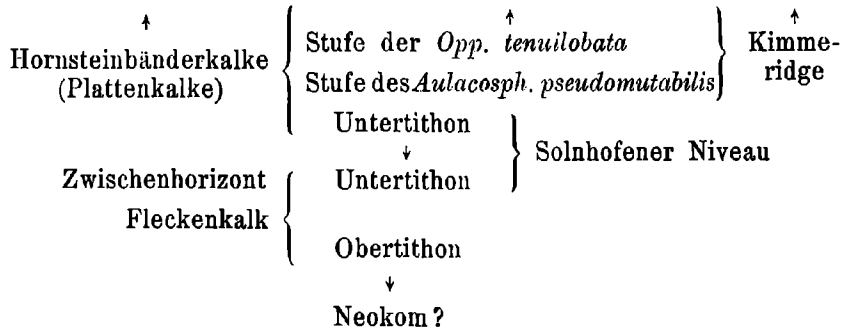 Hornsteinbänderkalke
(Plattenkalke)
Stufe der Opp. tenuilobata
Stufe des Aulacosph. pseudomutabilis
Kimme-
ridge
Untertithon
Untertithon
Solnhofener Niveau
Zwischenhorizont
Fleckenkalk
Obertithon
Neokom?